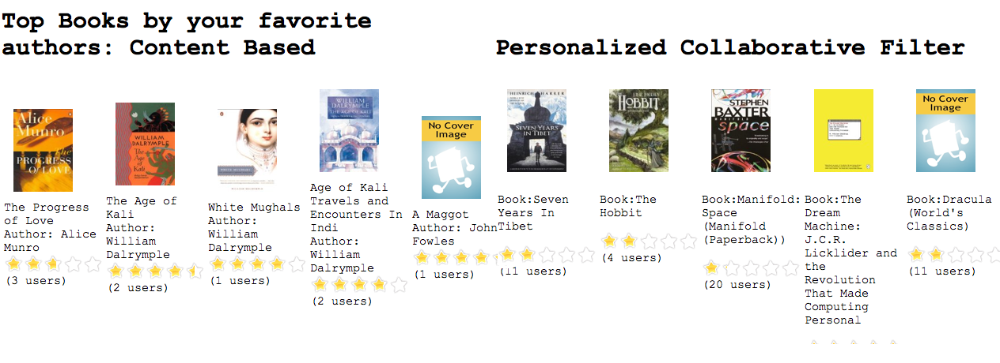 Top Books by your favorite
authors: Content Based
Alice
Munro
The
PROGRESS
OF LOVE
The Progress
of Love
Author: Alice
Munro
(3 users)
WILLIAM
DALRYMPLE
The
Age of
Kali
The Age of
Kali
Author:
William
Dalrymple
(2 users)
WHITE MUGHALS
WILLIAM DALRYMPLE
White Mughals
Author:
William
Dalrymple
(1 users)
WILLIAM
DALRYMPLE
THE AGE OF KALI
Age of Kali
Travels and
Encounters In
Indi
Author:
William
Dalrymple
(2 users)
No Cover
Image
A Maggot
Author: John
Fowles
(1 users)
Personalized Collaborative Filter
HEINRICH HARRER
SEVEN YEARS
IN TIBET
Book:Seven
Years In
Tibet
(11 users)
HOBBIT
Book:The
Hobbit
(4 users)
STEPHEN
BAXTER
MANIFOLD
space
Book:Manifold:
Space
(Manifold
(Paperback))
(20 users)
Book:The
Dream
Machine:
J.C.R.
Licklider and
the
Revolution
That Made
Computing
Personal
No Cover
Image
Book:Dracula
(World's
Classics)
(11 users)